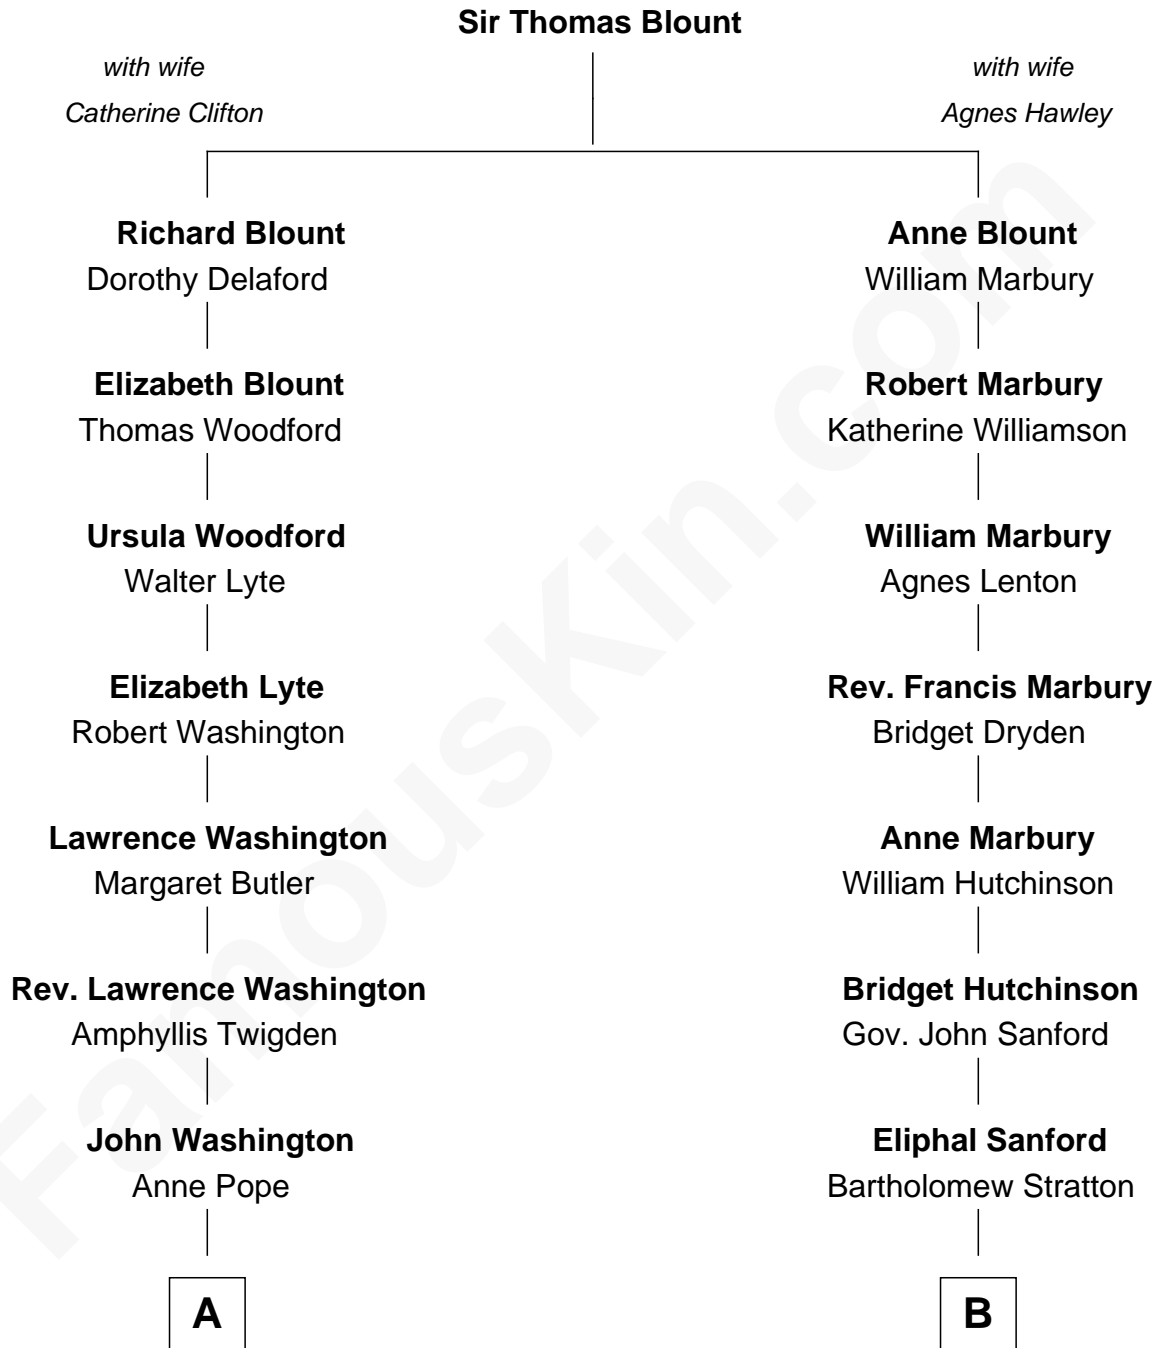 Sir Thomas Blount
with wife
Catherine Clifton
with wife
Agnes Hawley
Richard Blount
Dorothy Delaford
Anne Blount
William Marbury
Elizabeth Blount
Thomas Woodford
Robert Marbury
Katherine Williamson
Ursula Woodford
Walter Lyte
William Marbury
Agnes Lenton
Elizabeth Lyte
Robert Washington
Rev. Francis Marbury
Bridget Dryden
Lawrence Washington
Margaret Butler
Anne Marbury
William Hutchinson
Rev. Lawrence Washington
Amphyllis Twigden
Bridget Hutchinson
Gov. John Sanford
John Washington
Anne Pope
Eliphal Sanford
Bartholomew Stratton
A
B
FamousKin.com